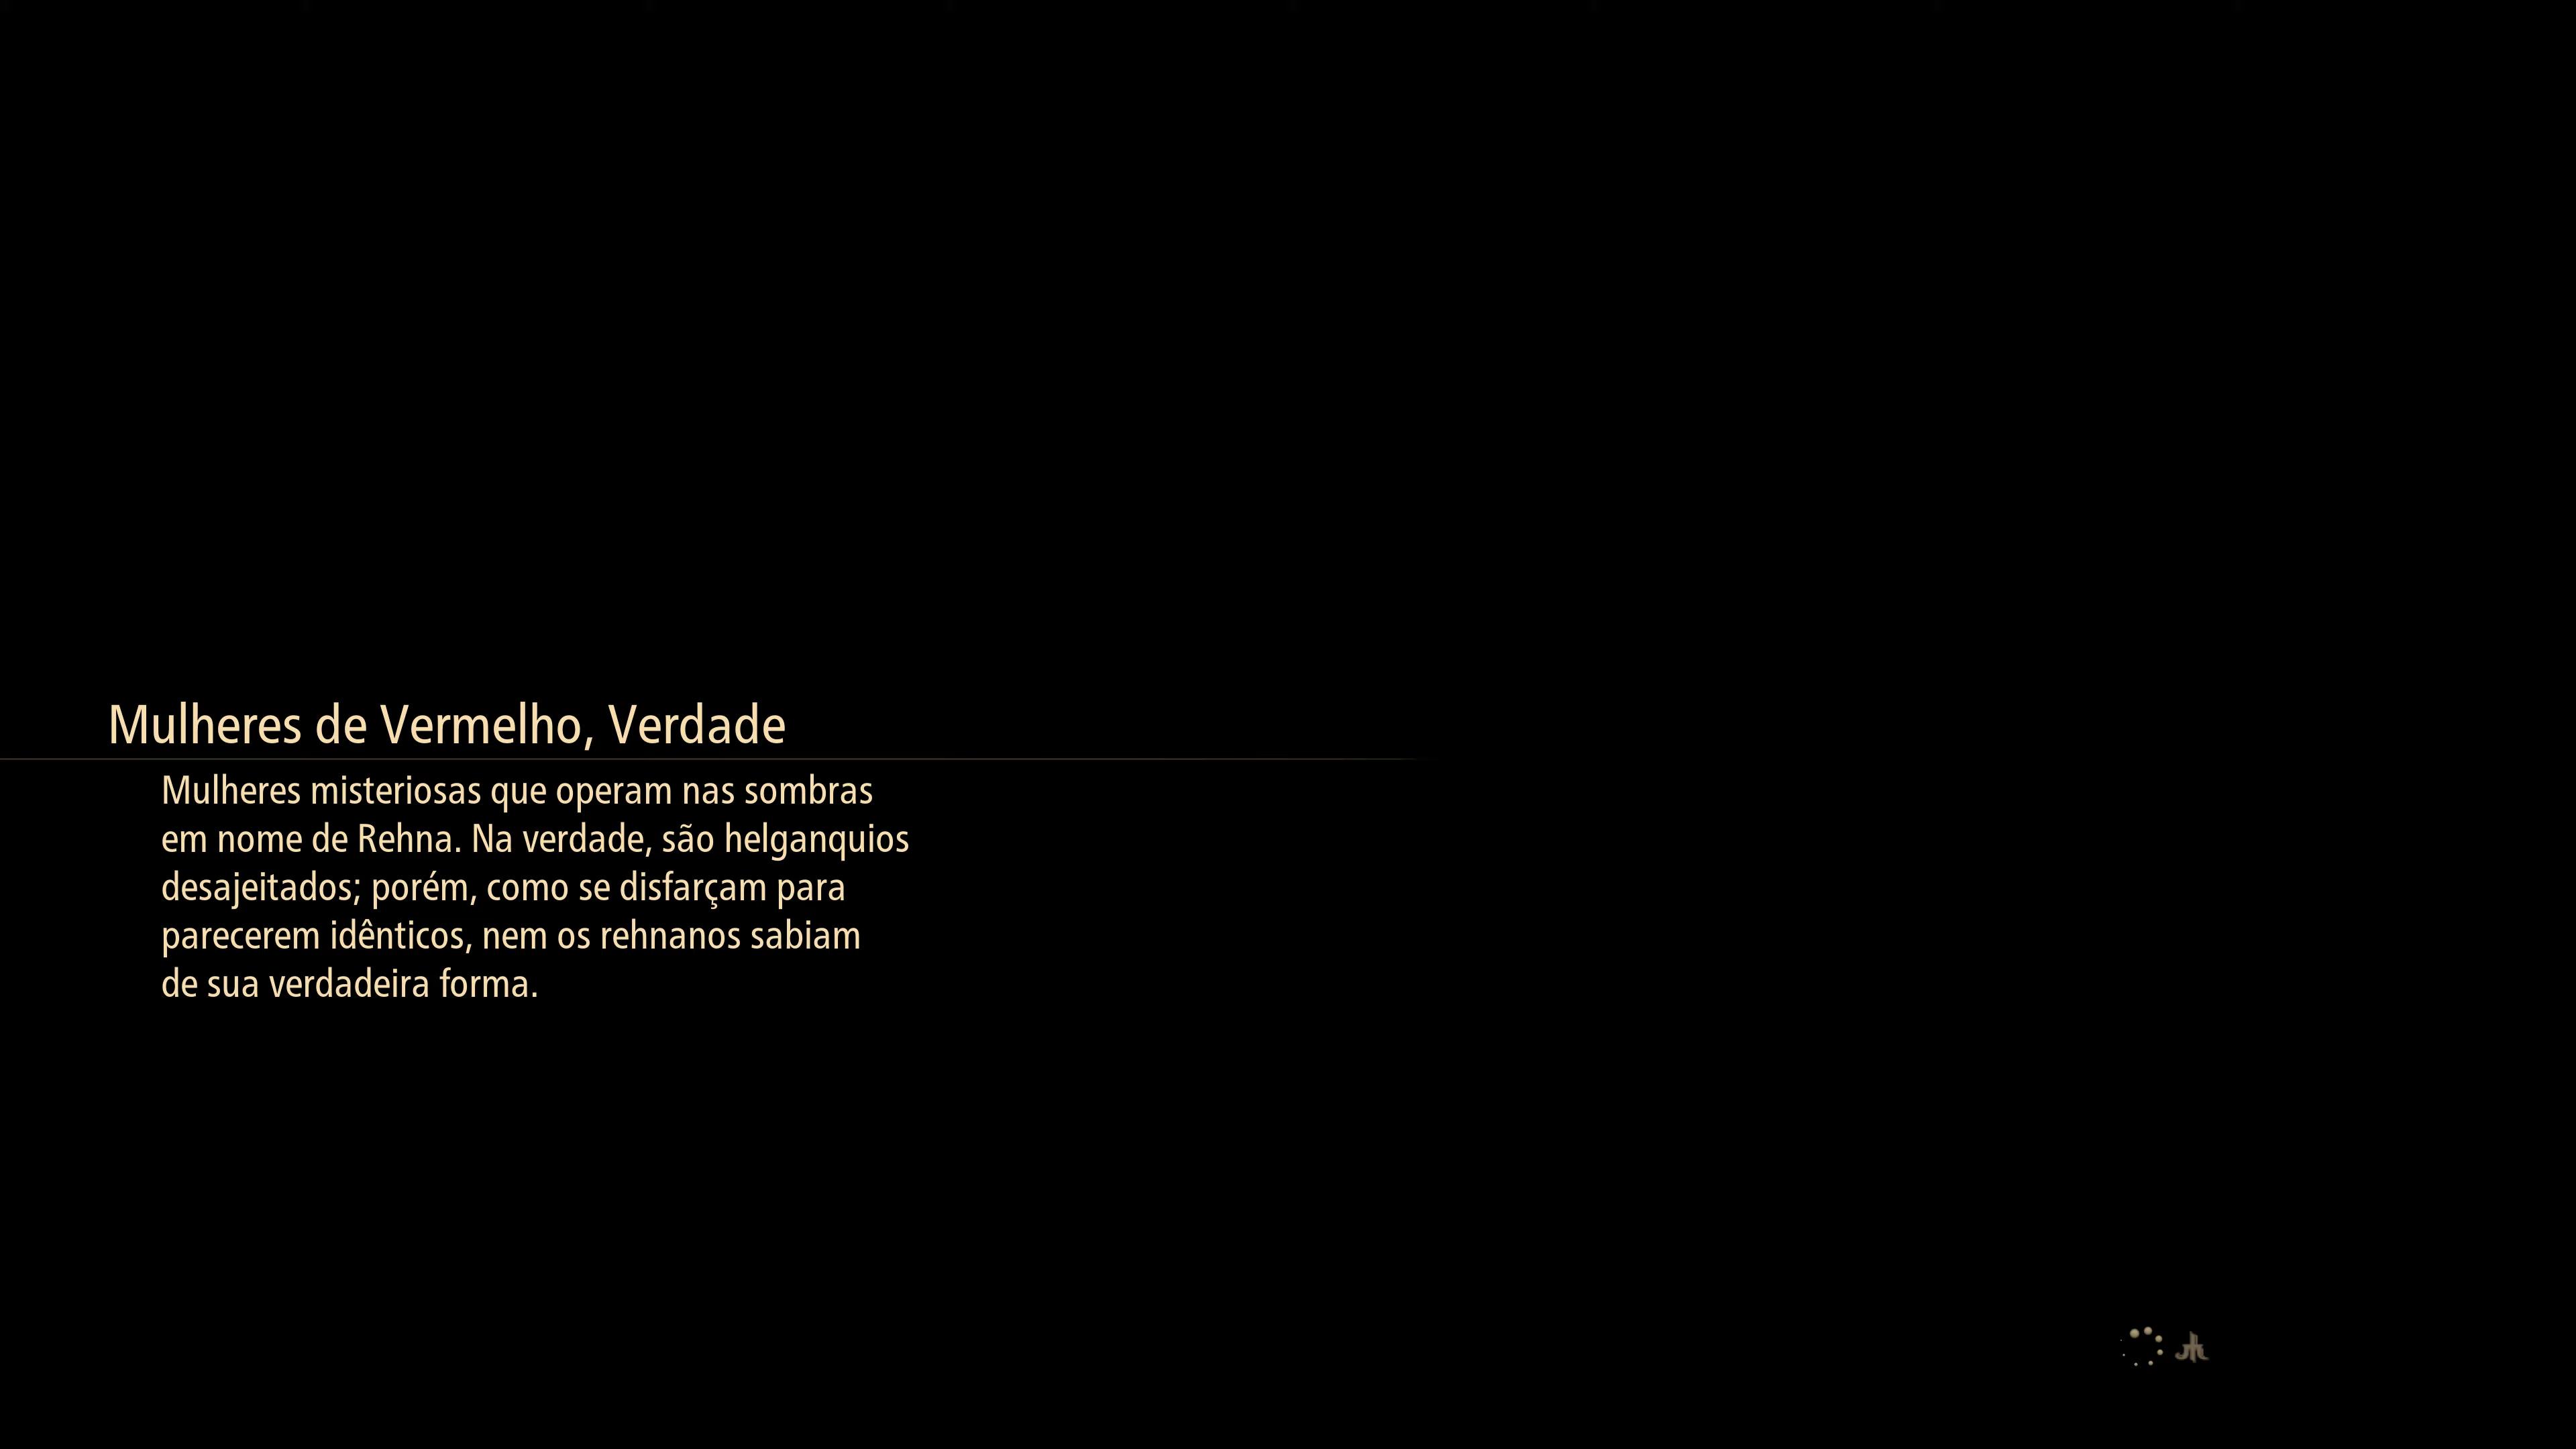 Mulheres de Vermelho, Verdade
Mulheres misteriosas que operam nas sombras
em nome de Rehna. Na verdade, são helganquios
desajeitados; porém, como se disfarçam para
parecerem idênticos, nem os rehnanos sabiam
de sua verdadeira forma.